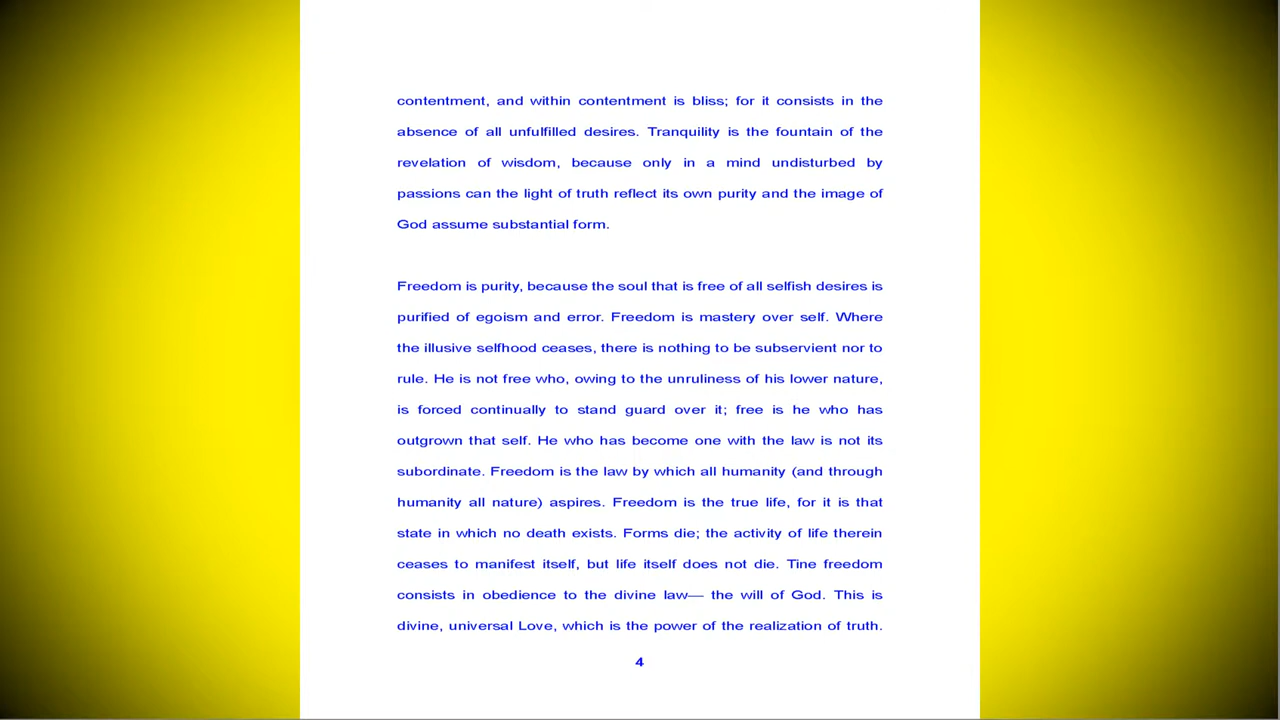 contentment, and within contentment is bliss; for it consists in the
absence of all unfulfilled desires. Tranquility is the fountain of the
revelation of wisdom, because only in a mind undisturbed by
passions can the light of truth reflect its own purity and the image of
God assume substantial form.
Freedom is purity, because the soul that is free of all selfish desires is
purified of egoism and error. Freedom is mastery over self. Where
the illusive selfhood ceases, there is nothing to be subservient nor to
rule. He is not free who, owing to the unruliness of his lower nature,
is forced continually to stand guard over it; free is he who has
outgrown that self. He who has become one with the law is not its
subordinate. Freedom is the law by which all humanity (and through
humanity all nature) aspires. Freedom is the true life, for it is that
state in which no death exists. Forms die; the activity of life therein
ceases to manifest itself, but life itself does not die. Tine freedom
consists in obedience to the divine law— the will of God. This is
divine, universal Love, which is the power of the realization of truth.
4